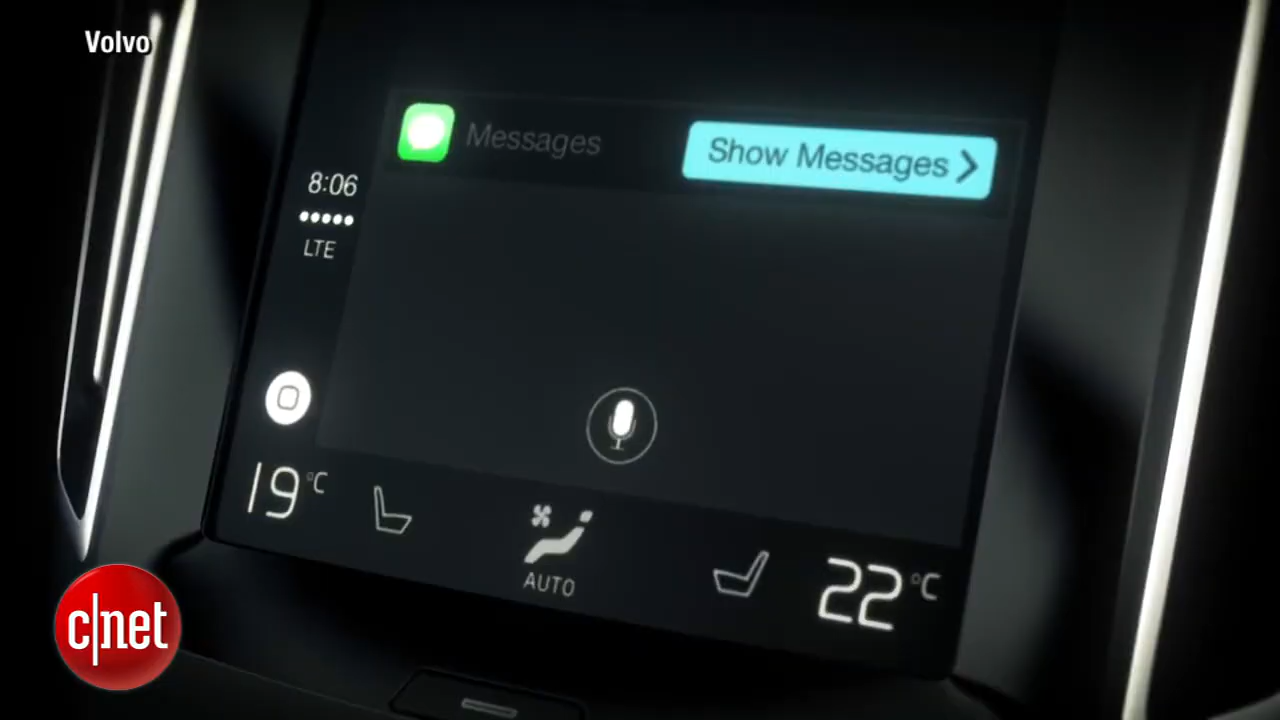 Volvo
Messages
Show Messages
8:06
LTE
19°C
AUTO
22°C
c|net